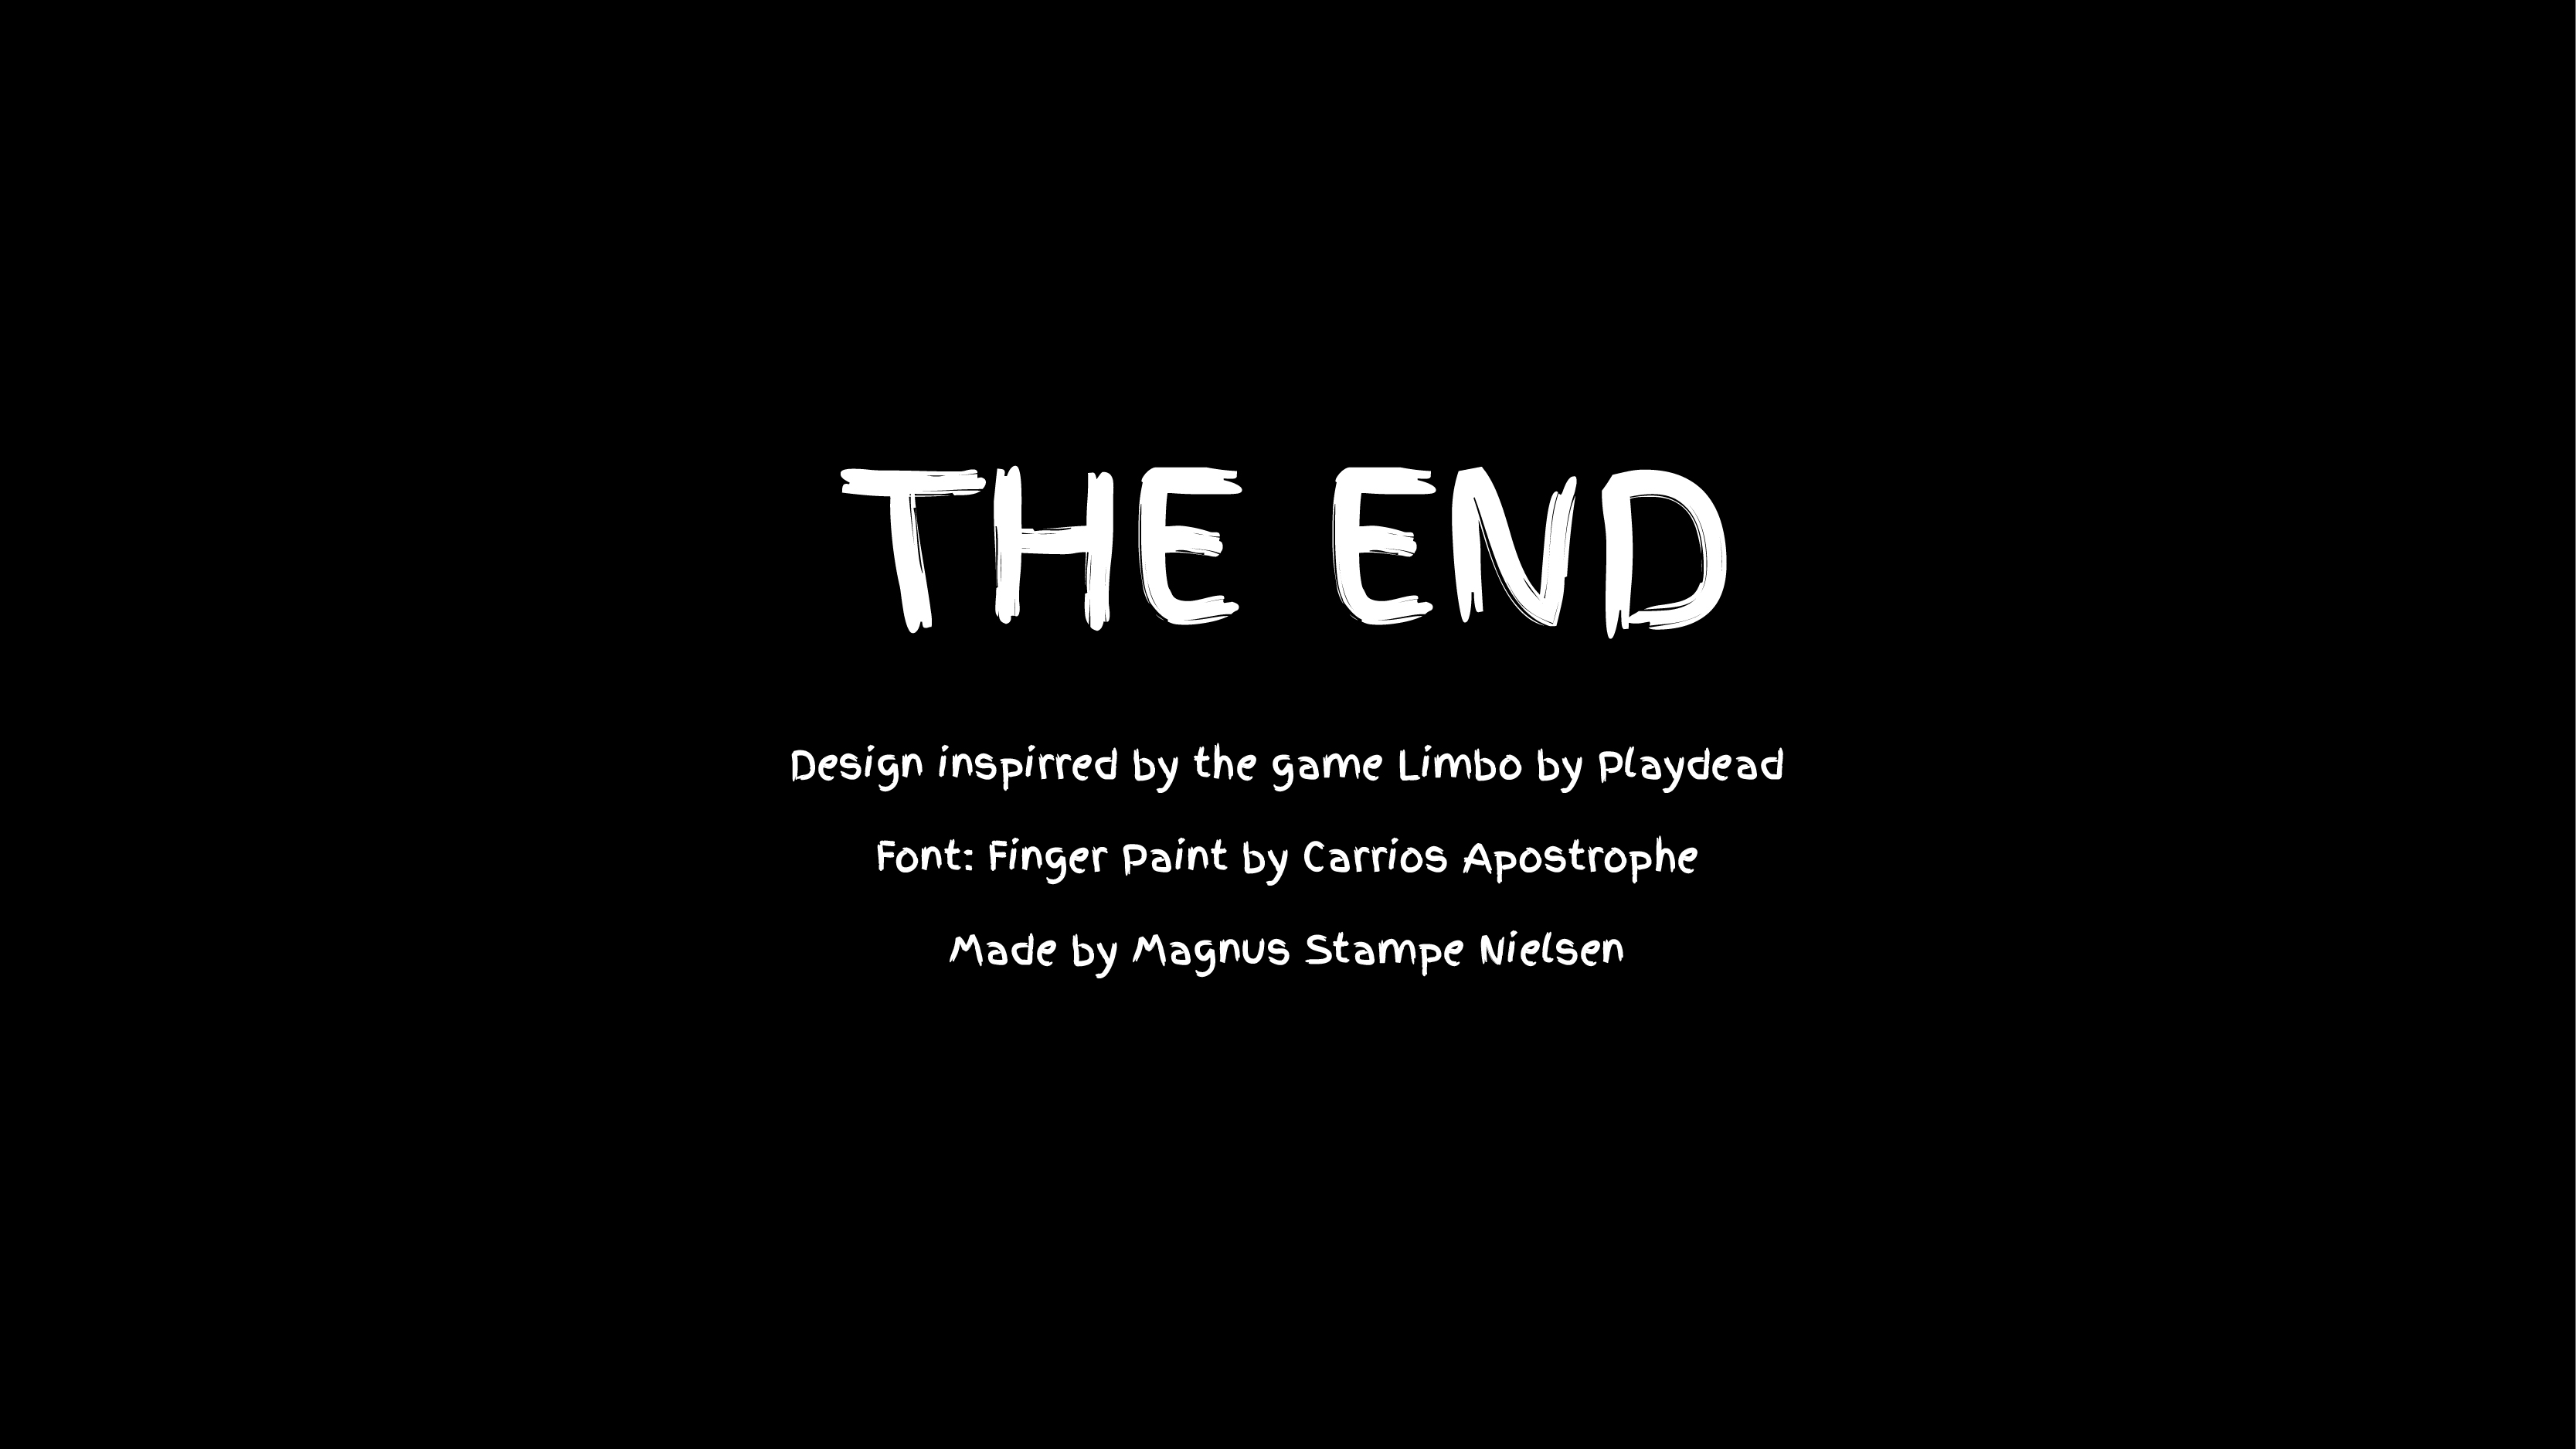 THE END
Design inspirred by the game Limbo by Playdead
Font: Finger Paint by Carrios Apostrophe
Made by Magnus Stampe Nielsen